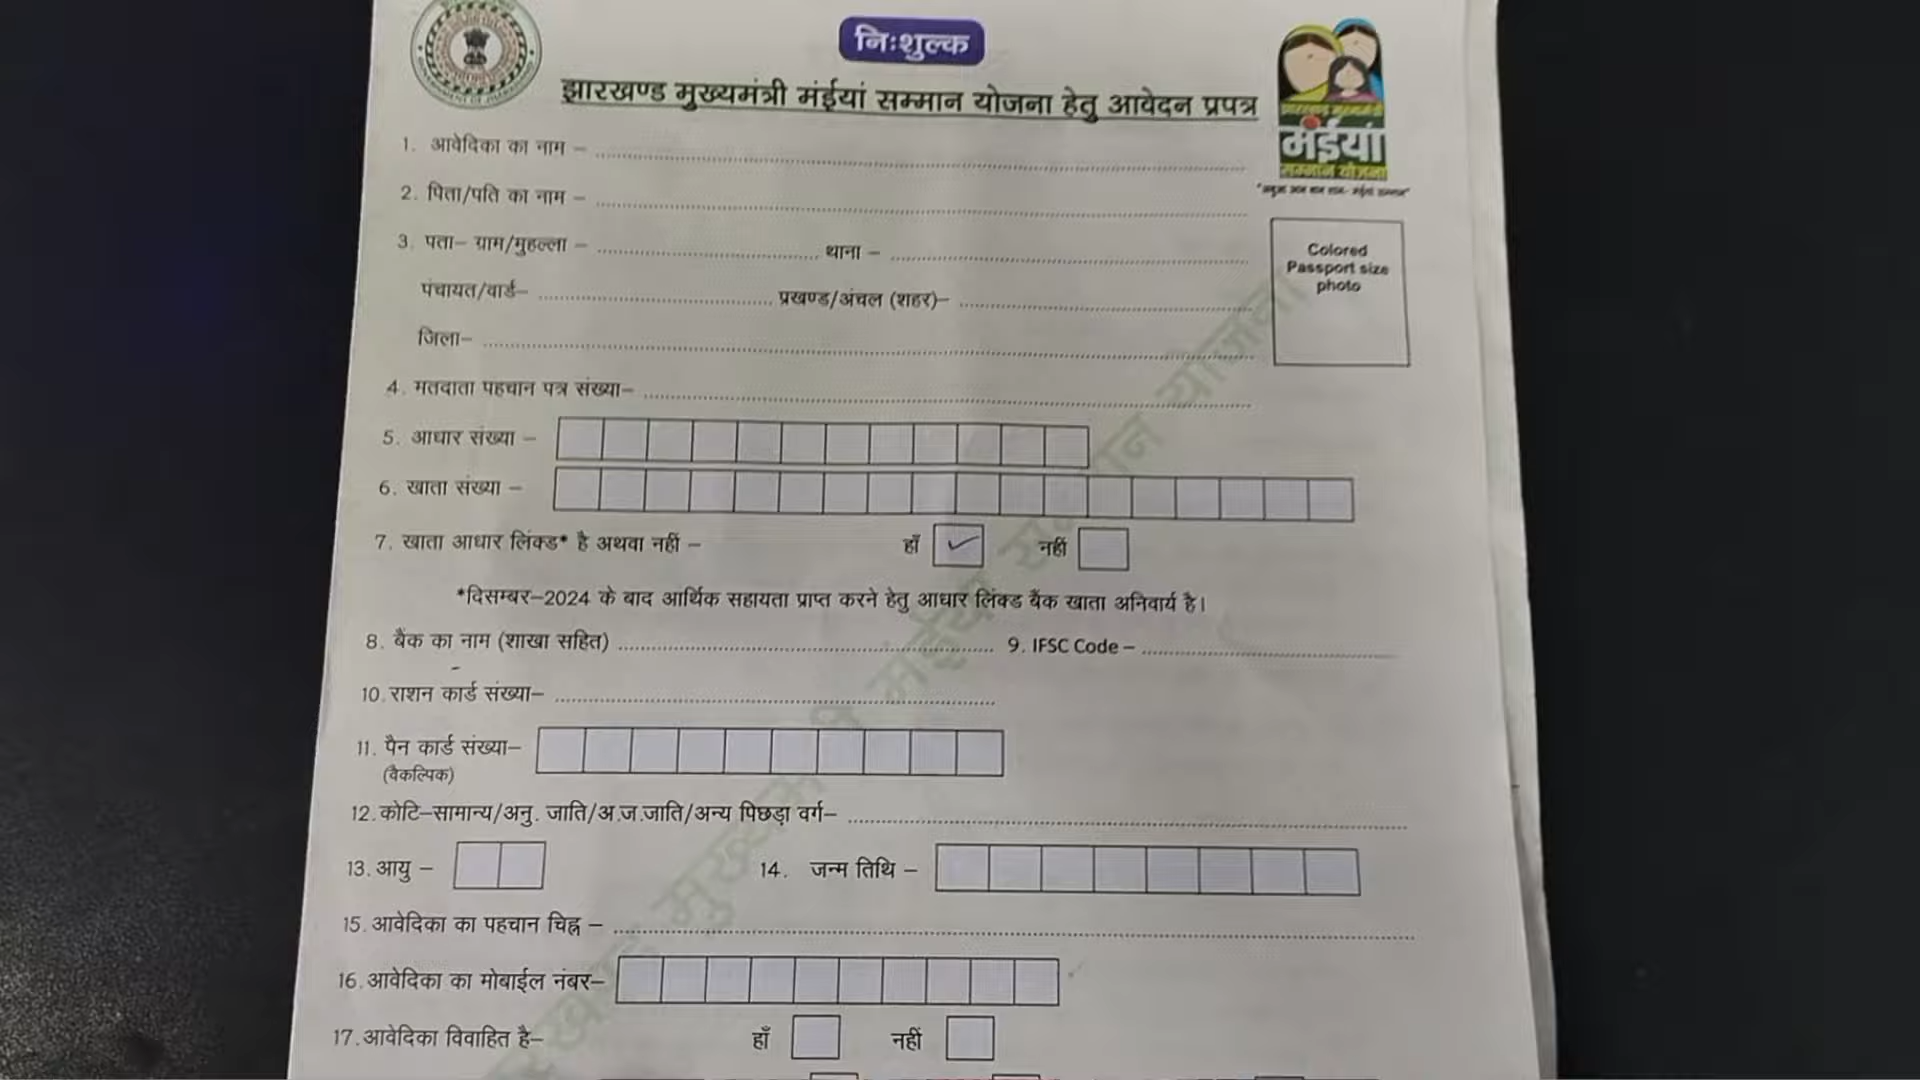 निःशुल्क
झारखण्ड मुख्यमंत्री मंईयां सम्मान योजना हेतु आवेदन प्रपत्र
मंईयां
सम्मान योजना
1. आवेदिका का नाम –
2. पिता/पति का नाम –
3. पता– ग्राम/मुहल्ला – थाना –
Colored
Passport size
photo
पंचायत/वार्ड– प्रखण्ड/अंचल (शहर)–
जिला–
4. मतदाता पहचान पत्र संख्या–
5. आधार संख्या –
6. खाता संख्या –
7. खाता आधार लिंक्ड* है अथवा नहीं – हाँ नहीं
*दिसम्बर–2024 के बाद आर्थिक सहायता प्राप्त करने हेतु आधार लिंक्ड बैंक खाता अनिवार्य है।
8. बैंक का नाम (शाखा सहित) 9. IFSC Code –
10. राशन कार्ड संख्या–
11. पैन कार्ड संख्या–
(वैकल्पिक)
12. कोटि–सामान्य/अनु. जाति/अ.ज.जाति/अन्य पिछड़ा वर्ग–
13. आयु – 14. जन्म तिथि –
15. आवेदिका का पहचान चिह्न –
16. आवेदिका का मोबाईल नंबर–
17. आवेदिका विवाहित है– हाँ नहीं